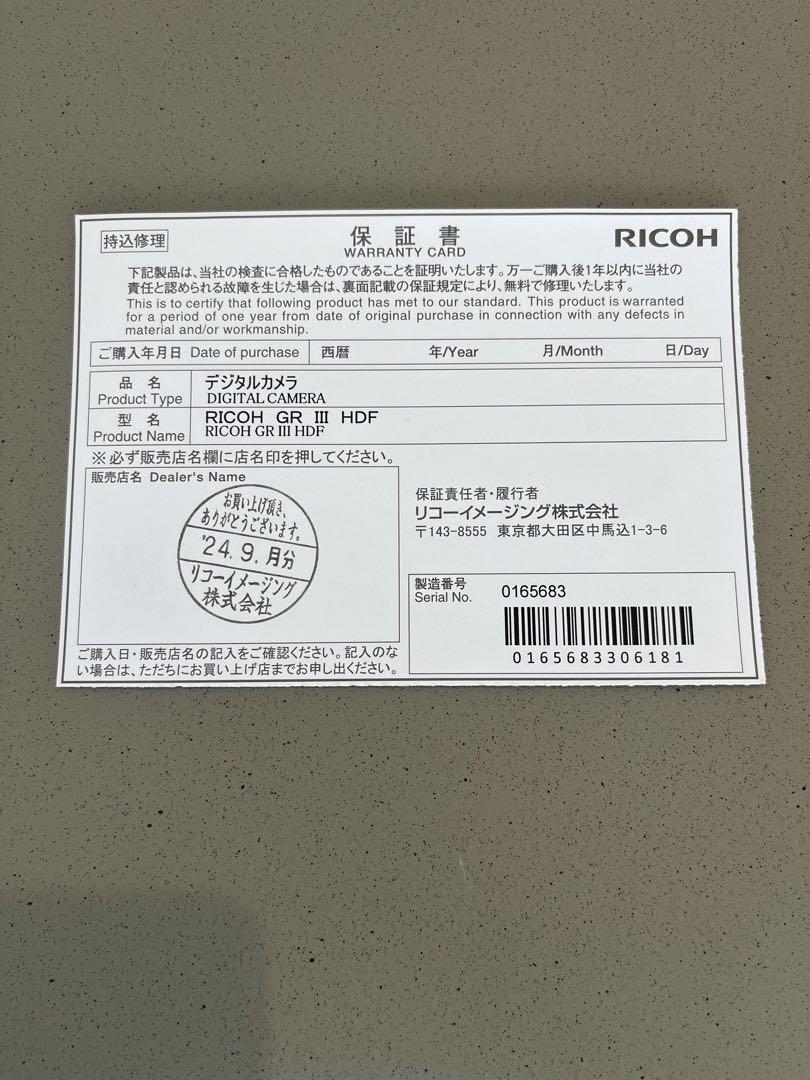 持込修理
保証書
RICOH
WARRANTY CARD
下記製品は、当社の検査に合格したものであることを証明いたします。万一ご購入後1年以内に当社の
責任と認められる故障を生じた場合は、裏面記載の保証規定により、無料で修理いたします。
This is to certify that following product has met to our standard. This product is warranted
for a period of one year from date of original purchase in connection with any defects in
material and/or workmanship.
ご購入年月日 Date of purchase 西暦 年/Year 月/Month 日/Day
品名 デジタルカメラ
Product Type DIGITAL CAMERA
型名 RICOH GR III HDF
Product Name RICOH GR III HDF
※必ず販売店名欄に店名印を押してください。
販売店名 Dealer's Name
お買い上げ頂き、
ありがとうございます。
'24.9.月分
リコーイメージング
株式会社
ご購入日・販売店名の記入をご確認ください。記入のな
い場合は、ただちにお買い上げ店までお申し出ください。
保証責任者・履行者
リコーイメージング株式会社
〒143-8555 東京都大田区中馬込1-3-6
製造番号
Serial No. 0165683
0165683306181